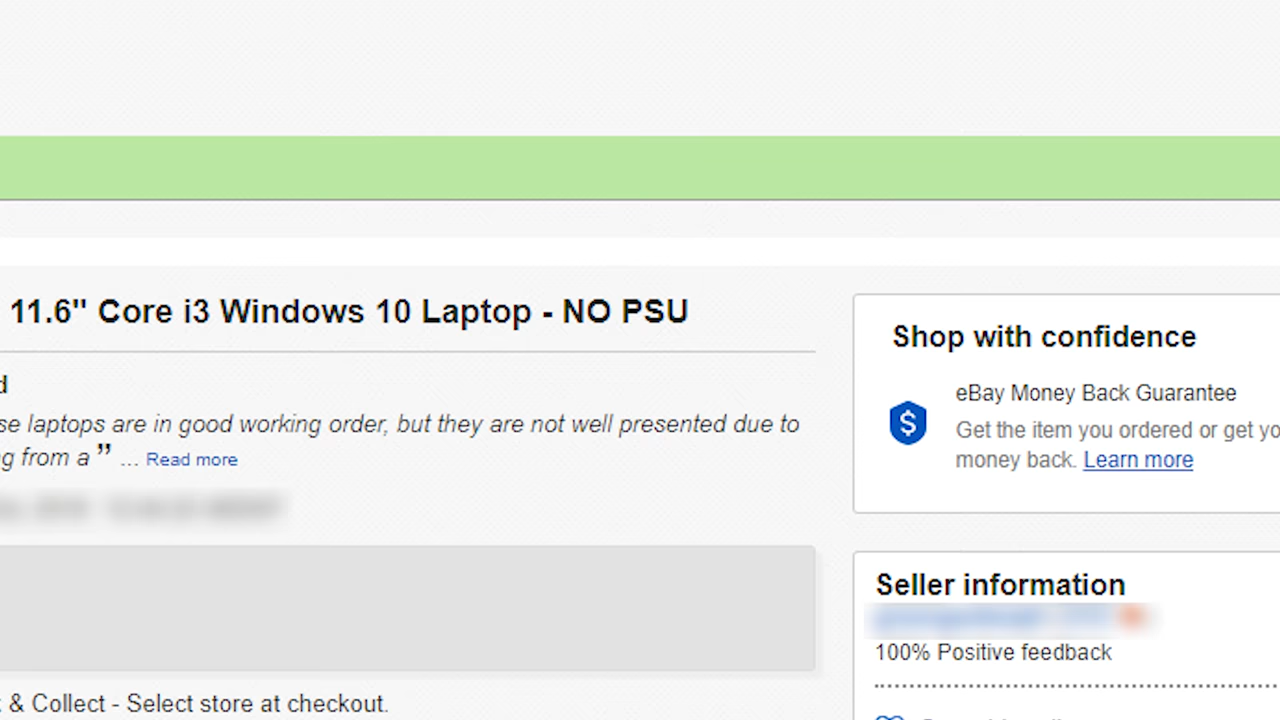 11.6" Core i3 Windows 10 Laptop - NO PSU
se laptops are in good working order, but they are not well presented due to
g from a ” ... Read more
& Collect - Select store at checkout.
Shop with confidence
eBay Money Back Guarantee
Get the item you ordered or get yo
money back. Learn more
Seller information
100% Positive feedback